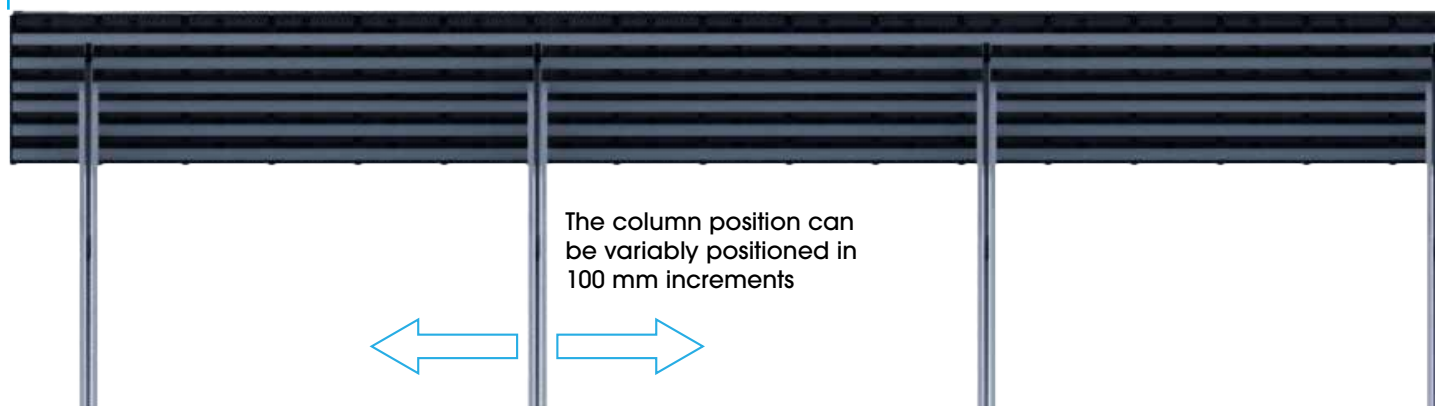 The column position can
be variably positioned in
100 mm increments